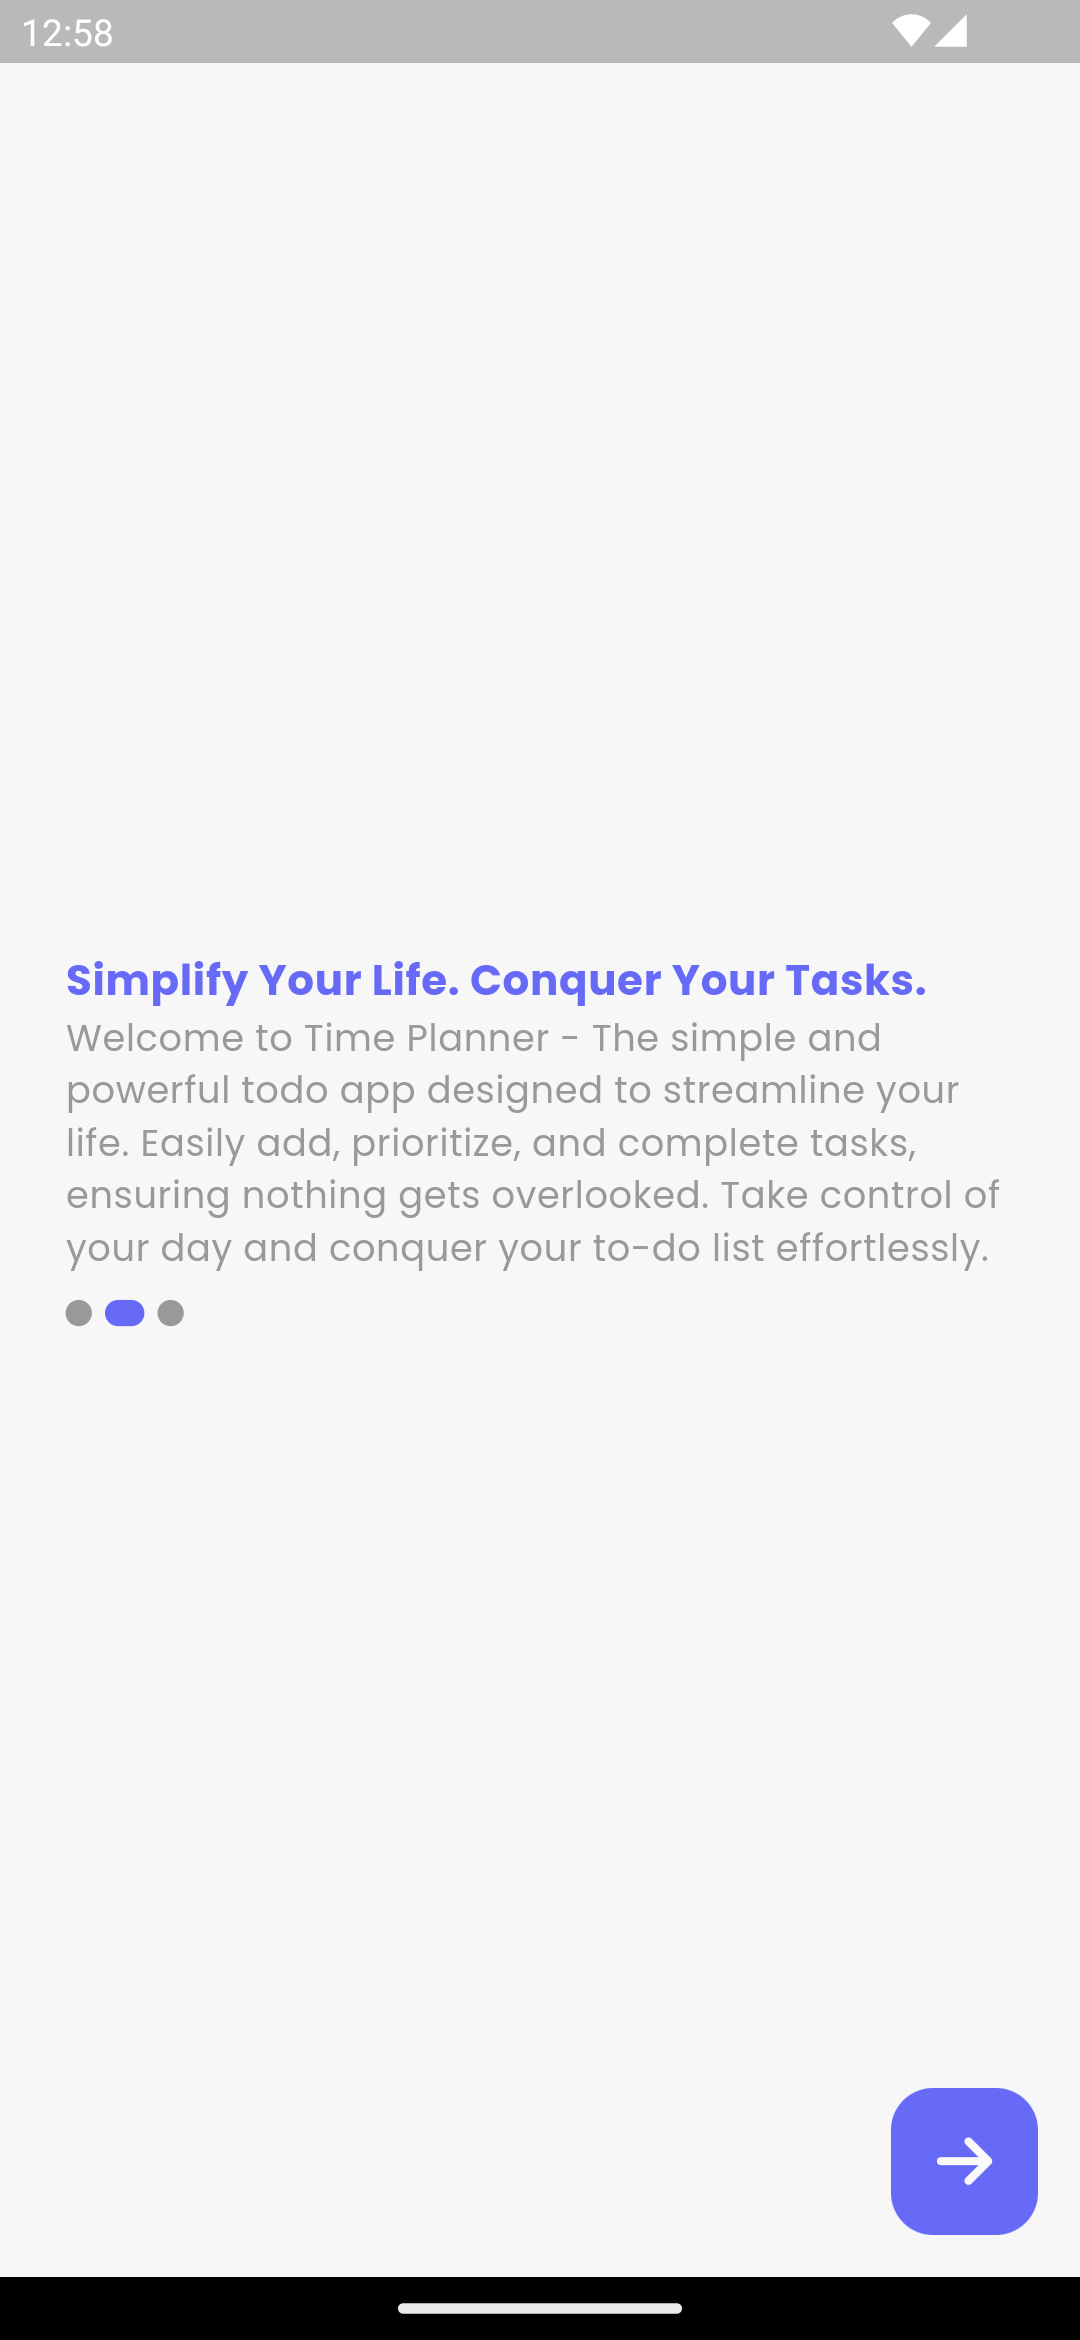 12:58
Simplify Your Life. Conquer Your Tasks.
Welcome to Time Planner - The simple and
powerful todo app designed to streamline your
life. Easily add, prioritize, and complete tasks,
ensuring nothing gets overlooked. Take control of
your day and conquer your to-do list effortlessly.